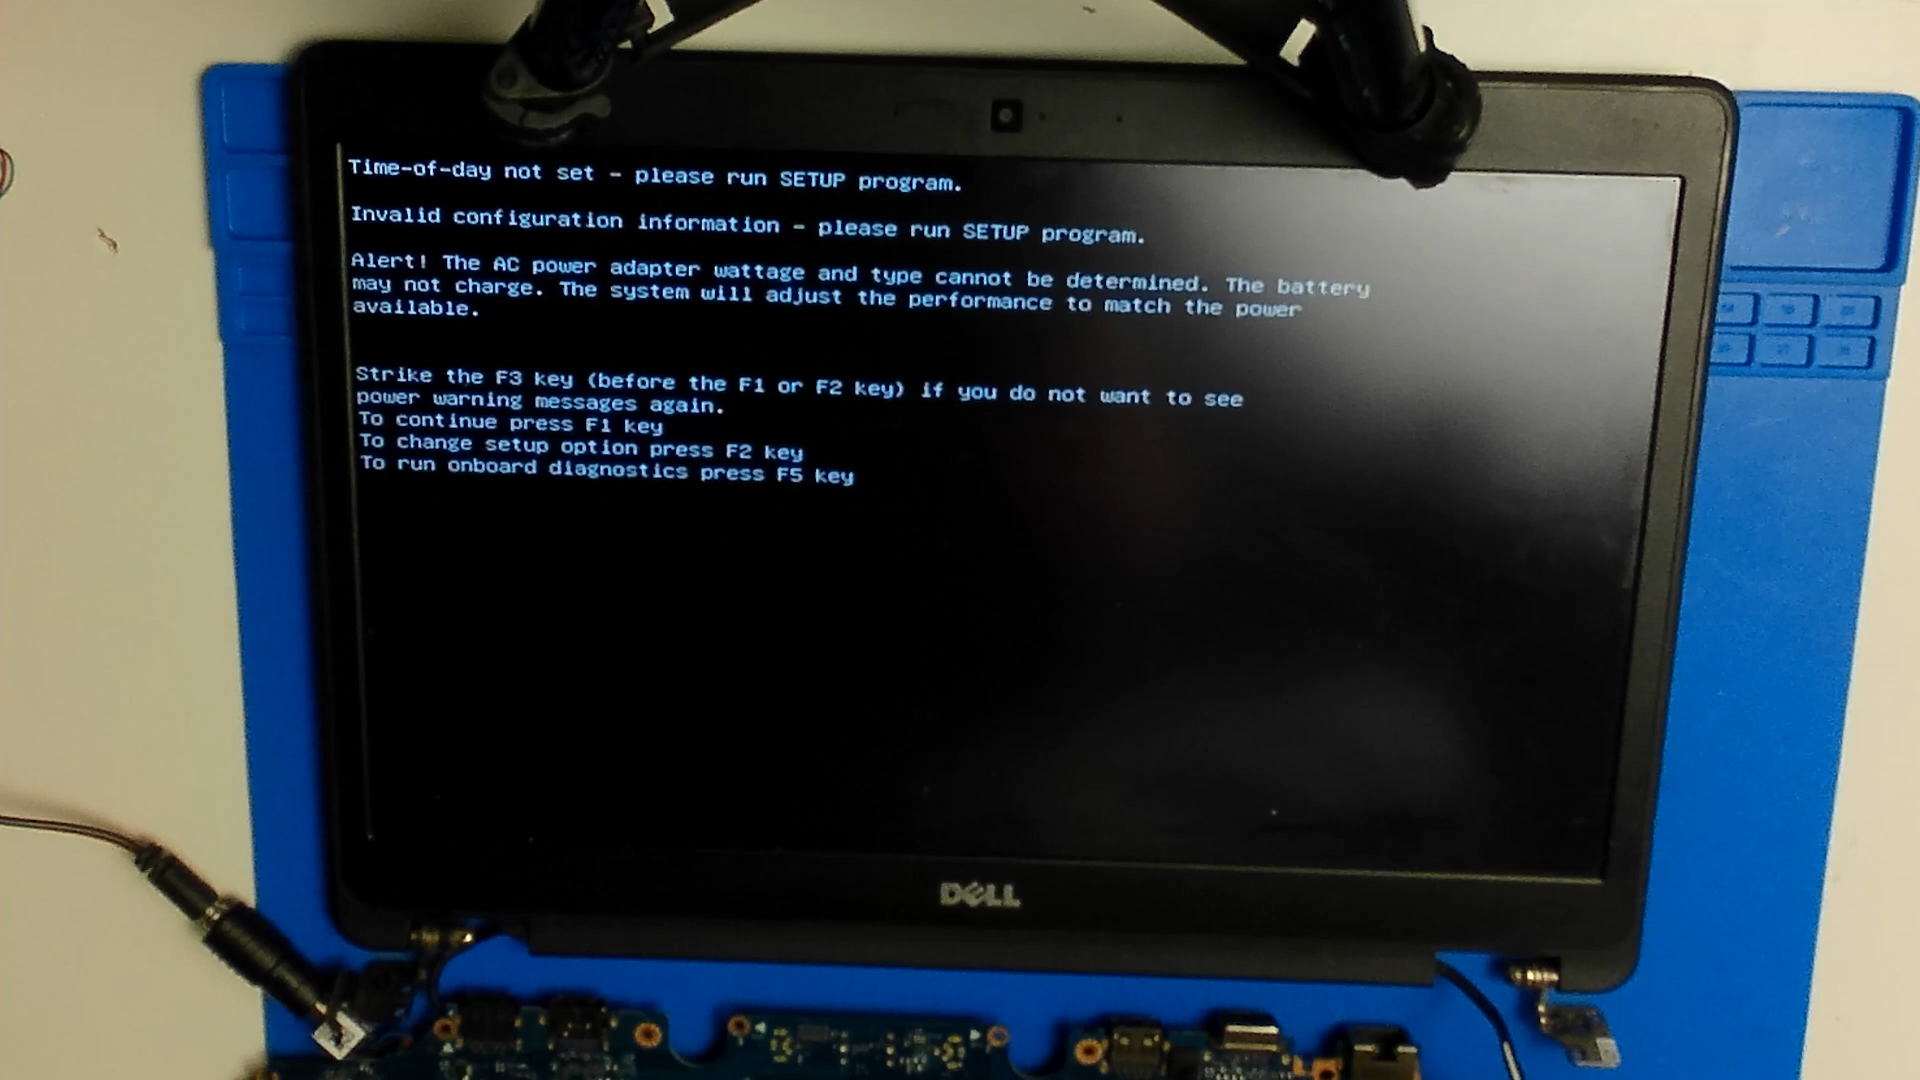 Time-of-day not set - please run SETUP program.
Invalid configuration information - please run SETUP program.
Alert! The AC power adapter wattage and type cannot be determined. The battery
may not charge. The system will adjust the performance to match the power
available.
Strike the F3 key (before the F1 or F2 key) if you do not want to see
power warning messages again.
To continue press F1 key
To change setup option press F2 key
To run onboard diagnostics press F5 key
DELL